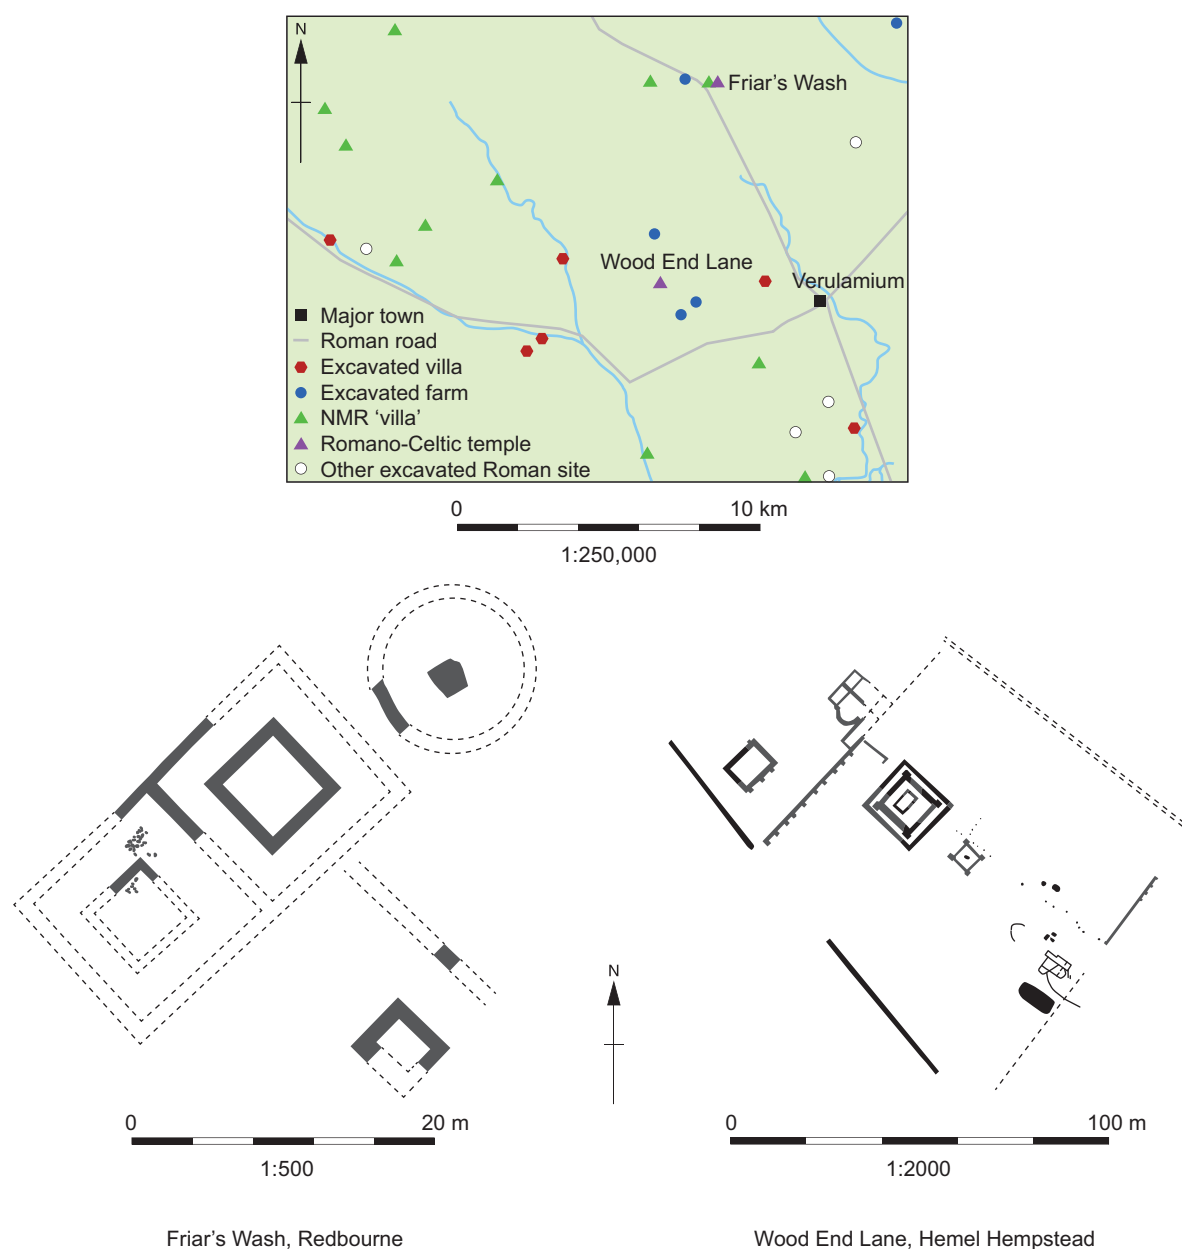 N
Friar's Wash
Wood End Lane
Verulamium
Major town
Roman road
Excavated villa
Excavated farm
NMR ‘villa’
Romano-Celtic temple
Other excavated Roman site
0 10 km
1:250,000
N
0 20 m
1:500
0 100 m
1:2000
Friar's Wash, Redbourne
Wood End Lane, Hemel Hempstead